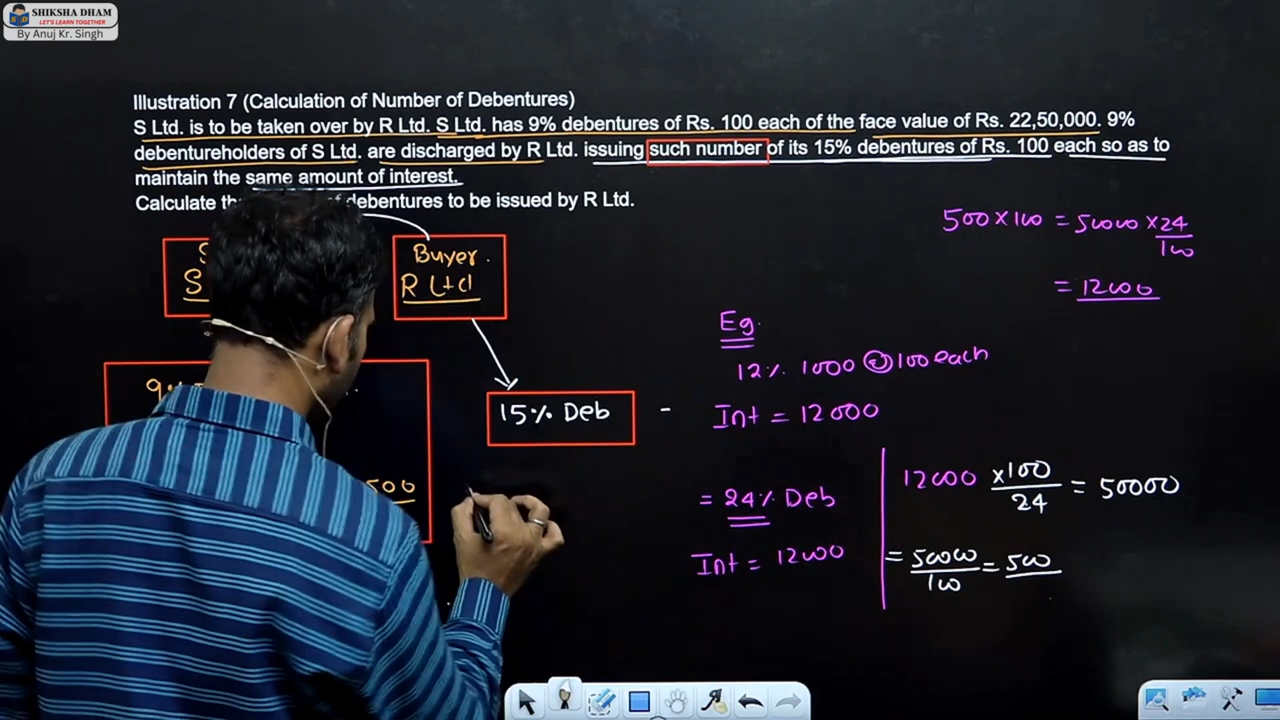 SHIKSHA DHAM
LET'S LEARN TOGETHER
By Anuj Kr. Singh
Illustration 7 (Calculation of Number of Debentures)
S Ltd. is to be taken over by R Ltd. S Ltd. has 9% debentures of Rs. 100 each of the face value of Rs. 22,50,000. 9%
debentureholders of S Ltd. are discharged by R Ltd. issuing such number of its 15% debentures of Rs. 100 each so as to
maintain the same amount of interest.
Calculate debentures to be issued by R Ltd.
S
Buyer.
R Ltd
9%
500
15% Deb -
500 × 100 = 50000 × 24/100
= 12000
Eg.
12% 1000 @ 100 each
Int = 12000
= 24% Deb
Int = 12000
12000 × 100/24 = 50000
= 50000/100 = 500